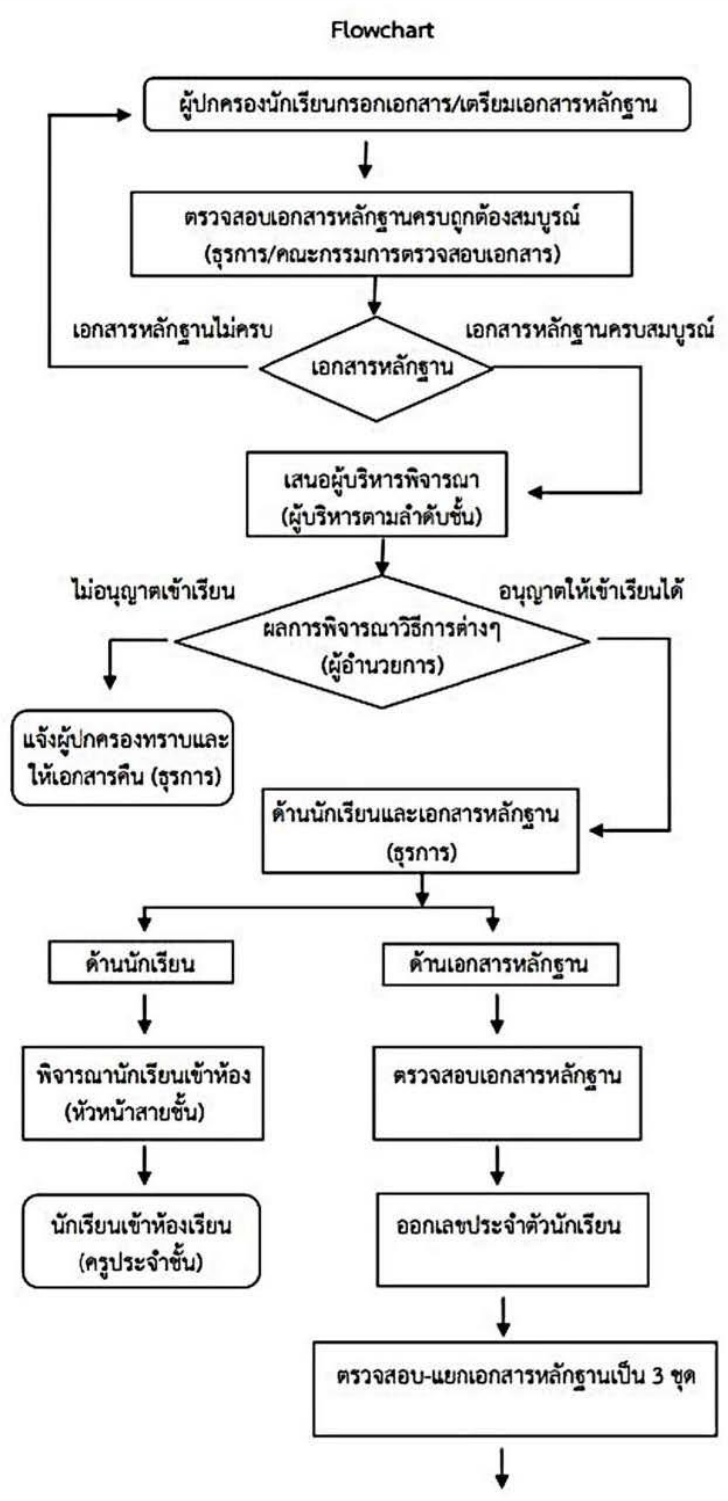 Flowchart
ผู้ปกครองนักเรียนกรอกเอกสาร/เตรียมเอกสารหลักฐาน
ตรวจสอบเอกสารหลักฐานครบถูกต้องสมบูรณ์
(ธุรการ/คณะกรรมการตรวจสอบเอกสาร)
เอกสารหลักฐานไม่ครบ
เอกสารหลักฐานครบสมบูรณ์
เอกสารหลักฐาน
เสนอผู้บริหารพิจารณา
(ผู้บริหารตามลำดับชั้น)
ไม่อนุญาตเข้าเรียน
อนุญาตให้เข้าเรียนได้
ผลการพิจารณาวิธีการต่างๆ
(ผู้อำนวยการ)
แจ้งผู้ปกครองทราบและ
ให้เอกสารคืน (ธุรการ)
ด้านนักเรียนและเอกสารหลักฐาน
(ธุรการ)
ด้านนักเรียน
ด้านเอกสารหลักฐาน
พิจารณานักเรียนเข้าห้อง
(หัวหน้าสายชั้น)
ตรวจสอบเอกสารหลักฐาน
นักเรียนเข้าห้องเรียน
(ครูประจำชั้น)
ออกเลขประจำตัวนักเรียน
ตรวจสอบ-แยกเอกสารหลักฐานเป็น 3 ชุด